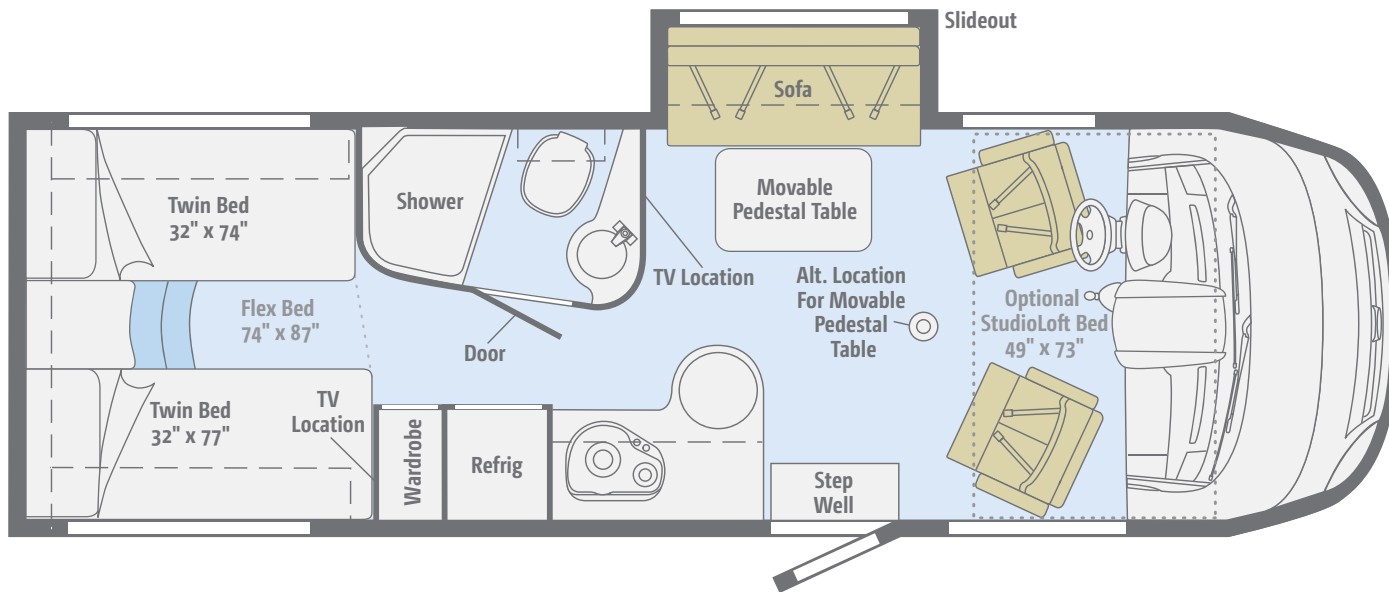 Slideout
Sofa
Twin Bed
32" x 74"
Shower
Movable
Pedestal Table
TV Location
Alt. Location
For Movable
Pedestal
Table
Optional
StudioLoft Bed
49" x 73"
Flex Bed
74" x 87"
Door
Twin Bed
32" x 77"
TV
Location
Wardrobe
Refrig
Step
Well